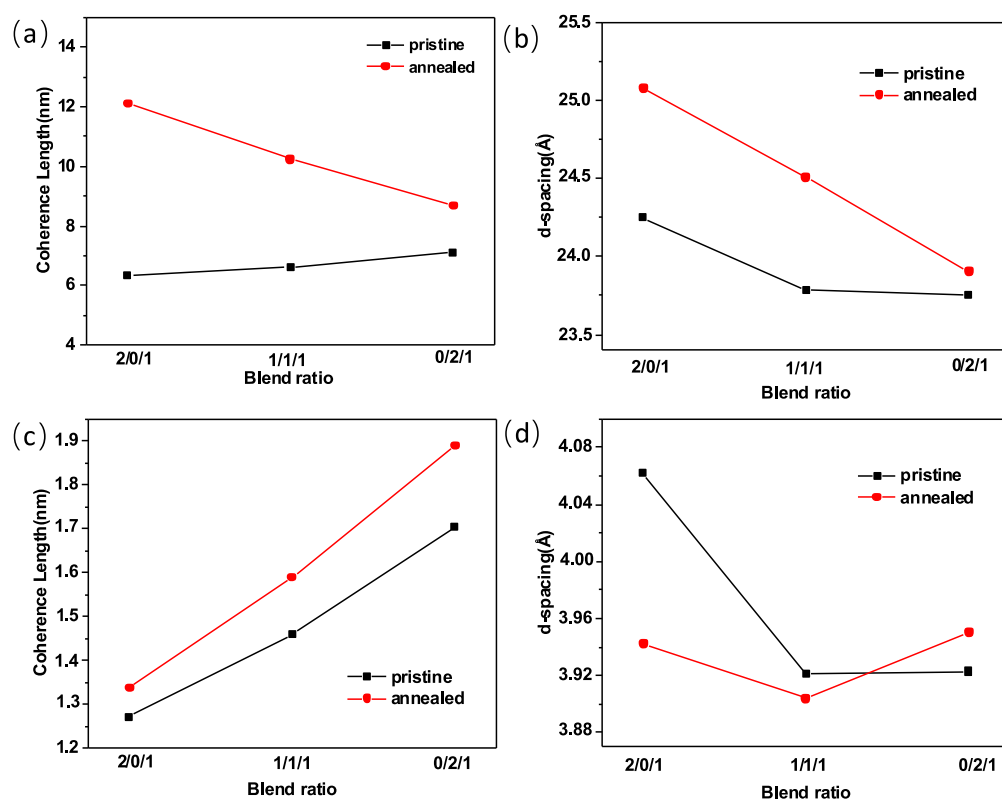 (a)
Coherence Length(nm)
14
12
10
8
6
4
pristine
annealed
2/0/1 1/1/1 0/2/1
Blend ratio
(b)
d-spacing(Å)
25.5
25.0
24.5
24.0
23.5
pristine
annealed
2/0/1 1/1/1 0/2/1
Blend ratio
(c)
Coherence Length(nm)
1.9
1.8
1.7
1.6
1.5
1.4
1.3
1.2
pristine
annealed
2/0/1 1/1/1 0/2/1
Blend ratio
(d)
d-spacing(Å)
4.08
4.04
4.00
3.96
3.92
3.88
pristine
annealed
2/0/1 1/1/1 0/2/1
Blend ratio